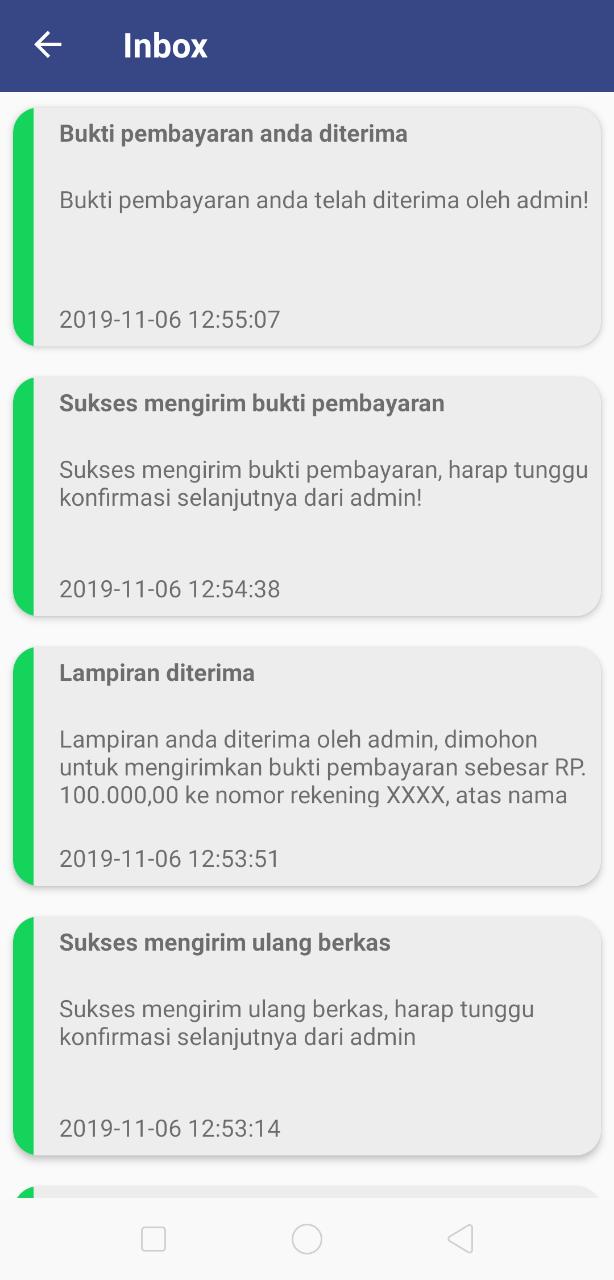 Inbox
Bukti pembayaran anda diterima
Bukti pembayaran anda telah diterima oleh admin!
2019-11-06 12:55:07
Sukses mengirim bukti pembayaran
Sukses mengirim bukti pembayaran, harap tunggu
konfirmasi selanjutnya dari admin!
2019-11-06 12:54:38
Lampiran diterima
Lampiran anda diterima oleh admin, dimohon
untuk mengirimkan bukti pembayaran sebesar RP.
100.000,00 ke nomor rekening XXXX, atas nama
2019-11-06 12:53:51
Sukses mengirim ulang berkas
Sukses mengirim ulang berkas, harap tunggu
konfirmasi selanjutnya dari admin
2019-11-06 12:53:14